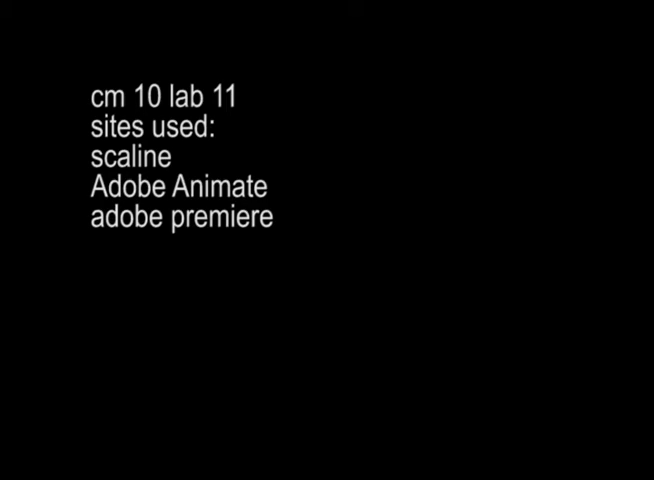 cm 10 lab 11
sites used:
scaline
Adobe Animate
adobe premiere